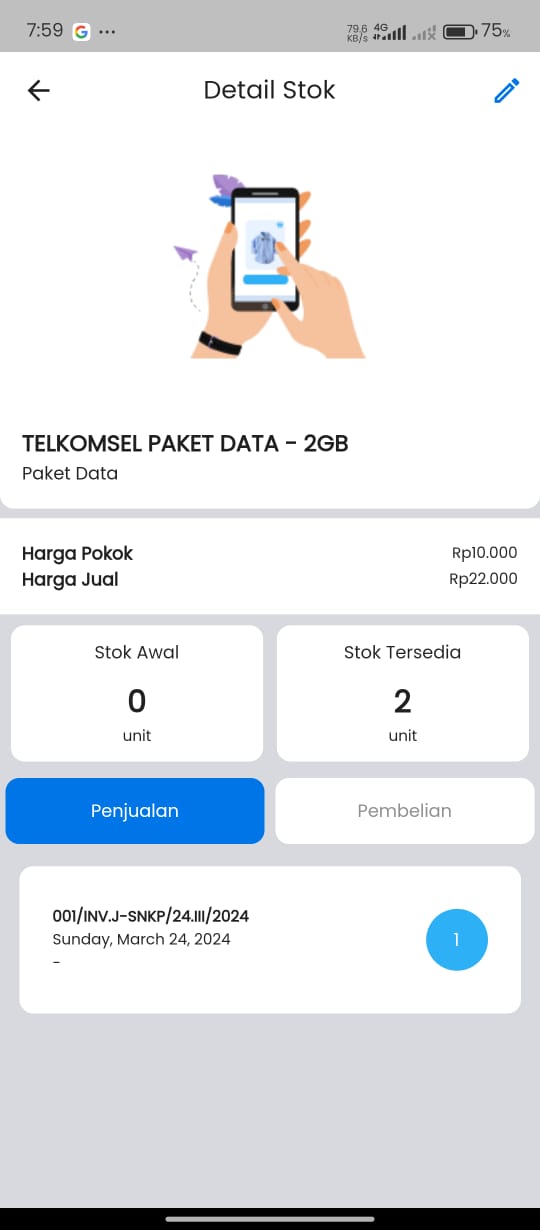 7:59
79.6
KB/s
4G
75%
Detail Stok
TELKOMSEL PAKET DATA - 2GB
Paket Data
Harga Pokok Rp10.000
Harga Jual Rp22.000
Stok Awal
0
unit
Stok Tersedia
2
unit
Penjualan
Pembelian
001/INV.J-SNKP/24.III/2024
Sunday, March 24, 2024
-
1